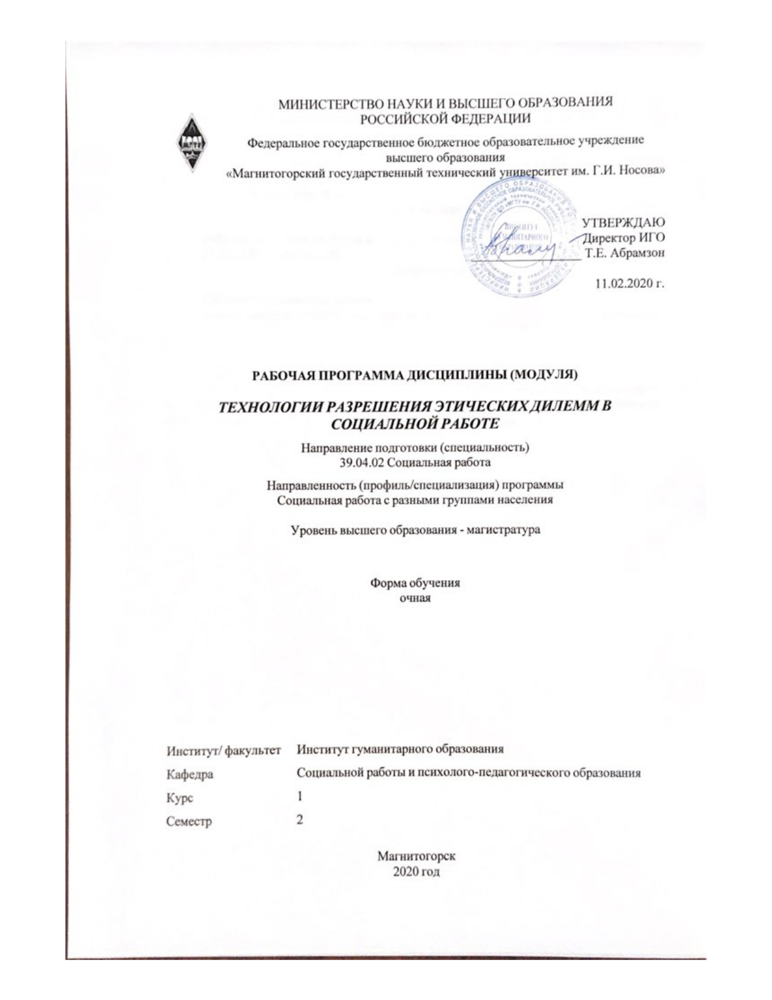 МИНИСТЕРСТВО НАУКИ И ВЫСШЕГО ОБРАЗОВАНИЯ
РОССИЙСКОЙ ФЕДЕРАЦИИ
МГТУ
Федеральное государственное бюджетное образовательное учреждение
высшего образования
«Магнитогорский государственный технический университет им. Г.И. Носова»
УТВЕРЖДАЮ
Директор ИГО
Т.Е. Абрамзон
11.02.2020 г.
РАБОЧАЯ ПРОГРАММА ДИСЦИПЛИНЫ (МОДУЛЯ)
ТЕХНОЛОГИИ РАЗРЕШЕНИЯ ЭТИЧЕСКИХ ДИЛЕММ В
СОЦИАЛЬНОЙ РАБОТЕ
Направление подготовки (специальность)
39.04.02 Социальная работа
Направленность (профиль/специализация) программы
Социальная работа с разными группами населения
Уровень высшего образования - магистратура
Форма обучения
очная
Институт/ факультет Институт гуманитарного образования
Кафедра Социальной работы и психолого-педагогического образования
Курс 1
Семестр 2
Магнитогорск
2020 год